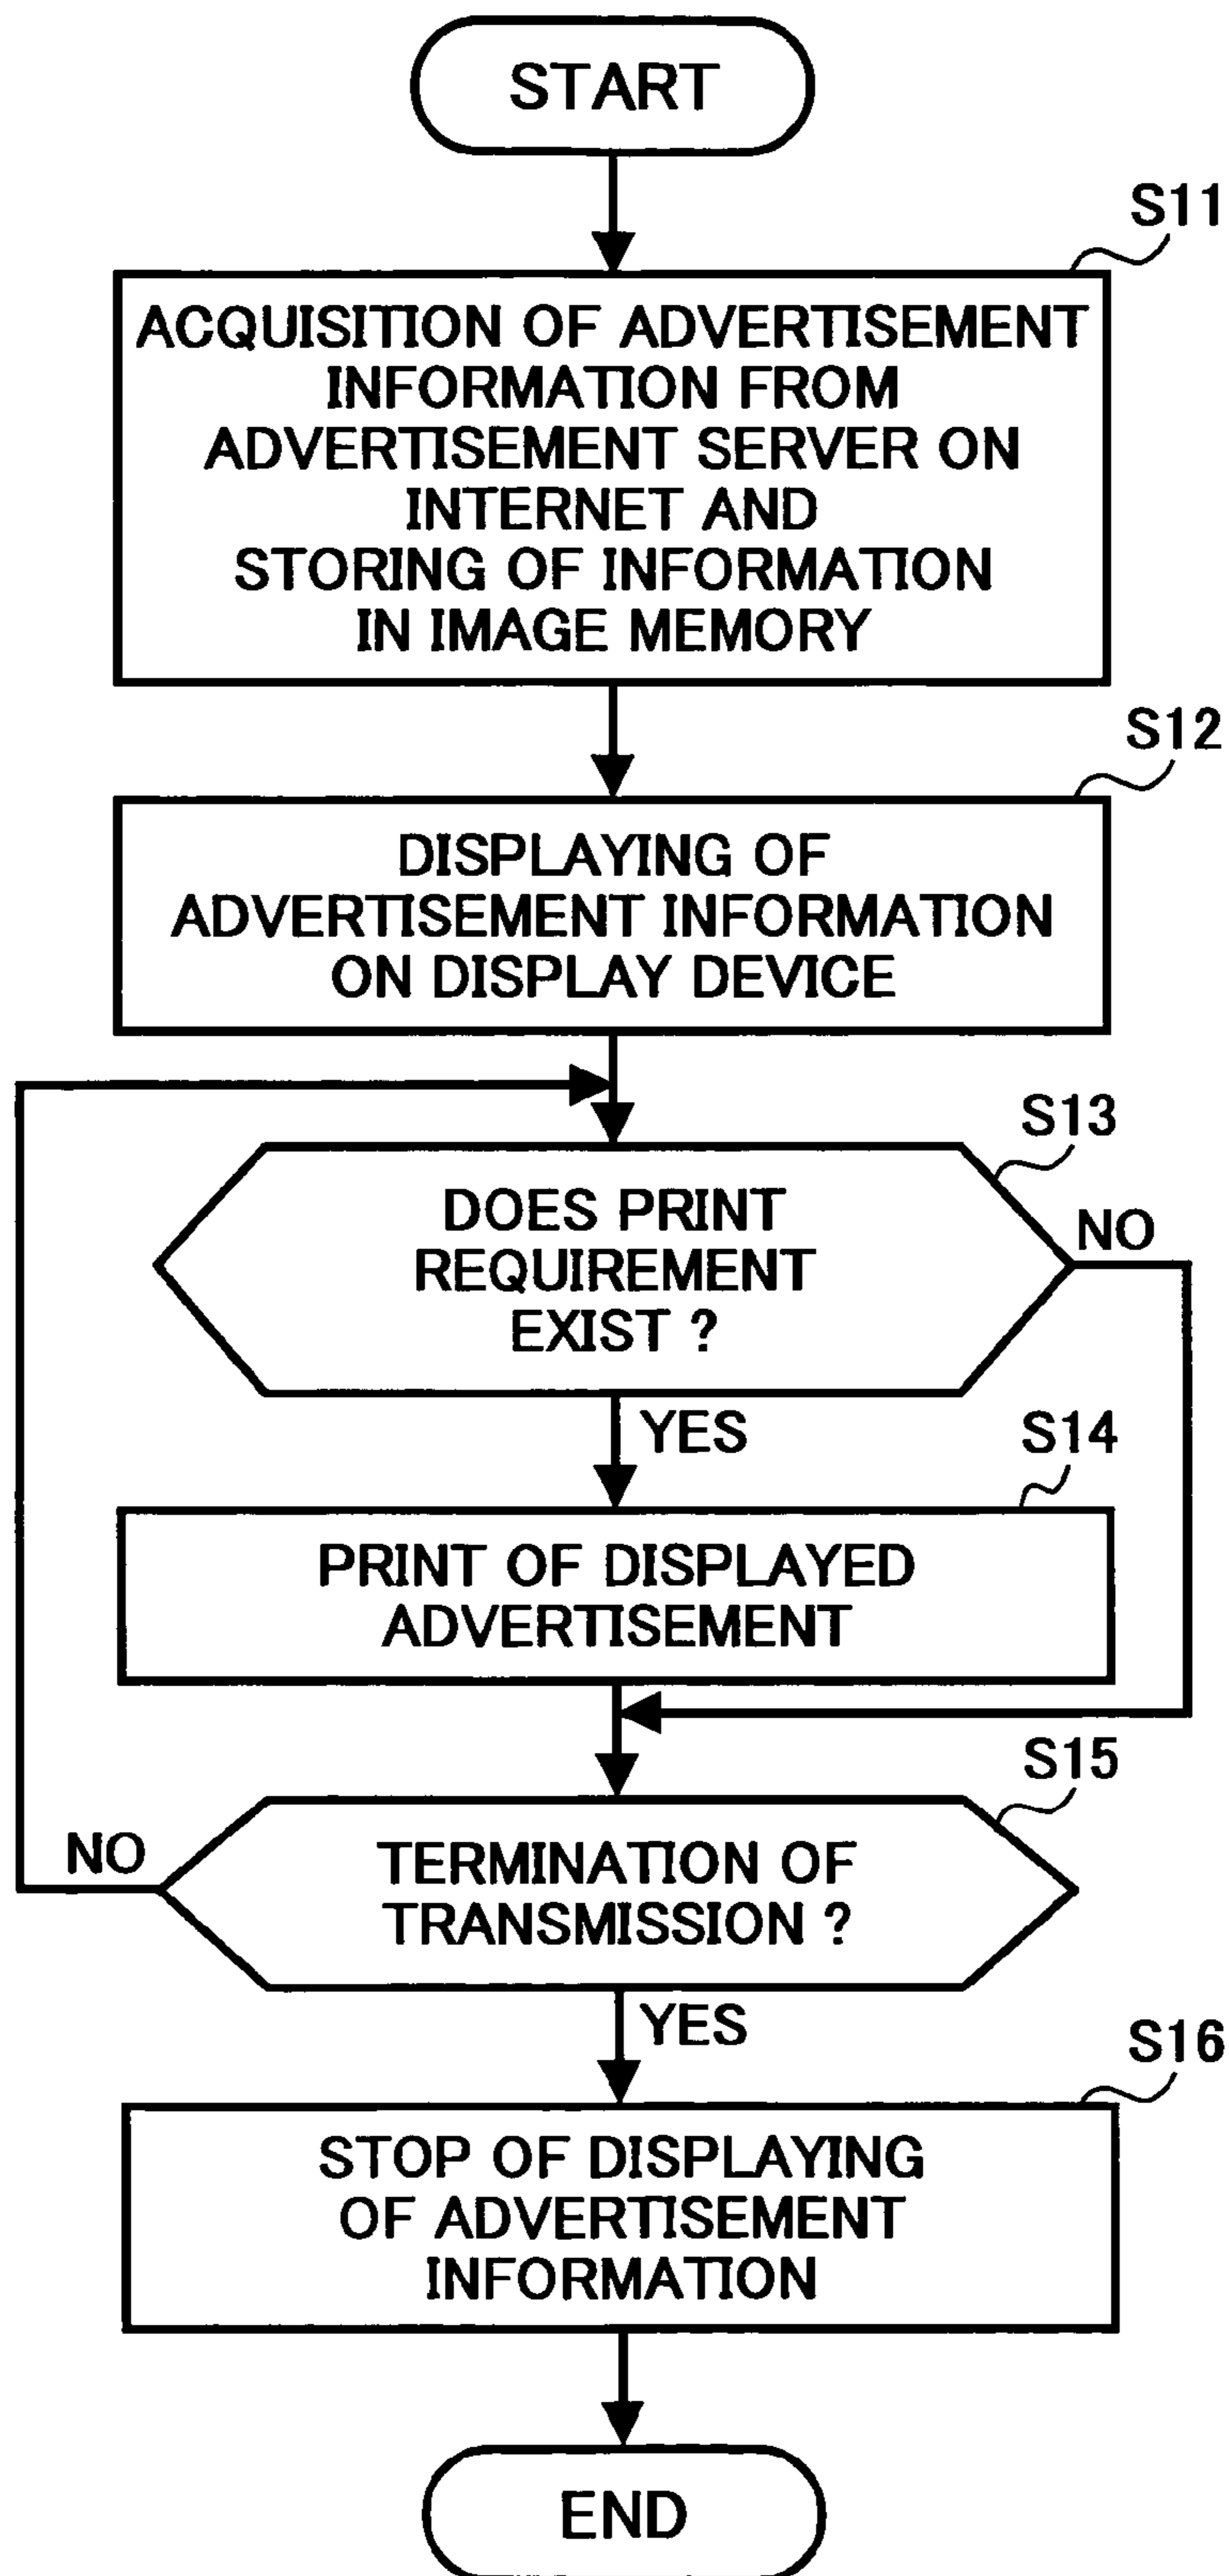 START
S11
ACQUISITION OF ADVERTISEMENT
INFORMATION FROM
ADVERTISEMENT SERVER ON
INTERNET AND
STORING OF INFORMATION
IN IMAGE MEMORY
S12
DISPLAYING OF
ADVERTISEMENT INFORMATION
ON DISPLAY DEVICE
S13
DOES PRINT
REQUIREMENT
EXIST ?
NO
YES
S14
PRINT OF DISPLAYED
ADVERTISEMENT
S15
NO
TERMINATION OF
TRANSMISSION ?
YES
S16
STOP OF DISPLAYING
OF ADVERTISEMENT
INFORMATION
END